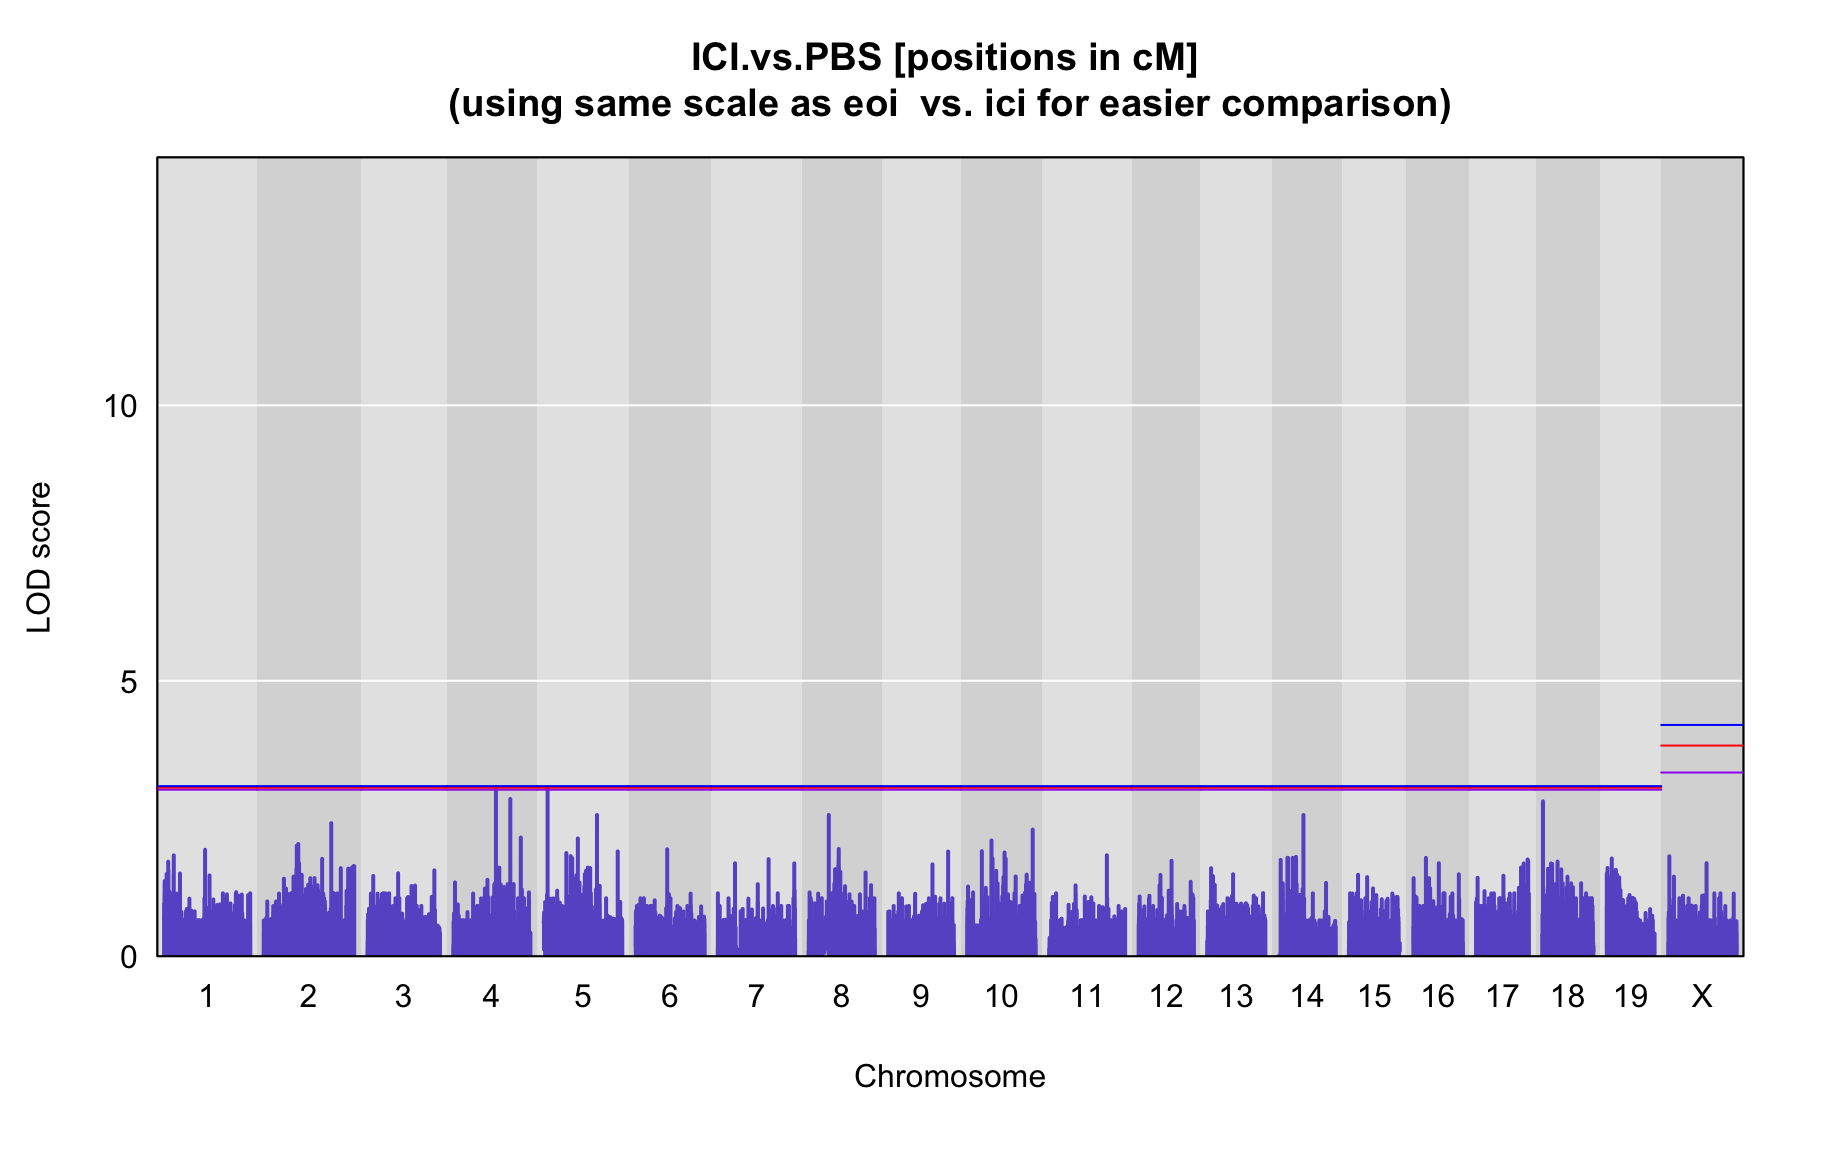 ICI.vs.PBS [positions in cM]
(using same scale as eoi  vs. ici for easier comparison)
LOD score
10
5
0
1 2 3 4 5 6 7 8 9 10 11 12 13 14 15 16 17 18 19 X
Chromosome